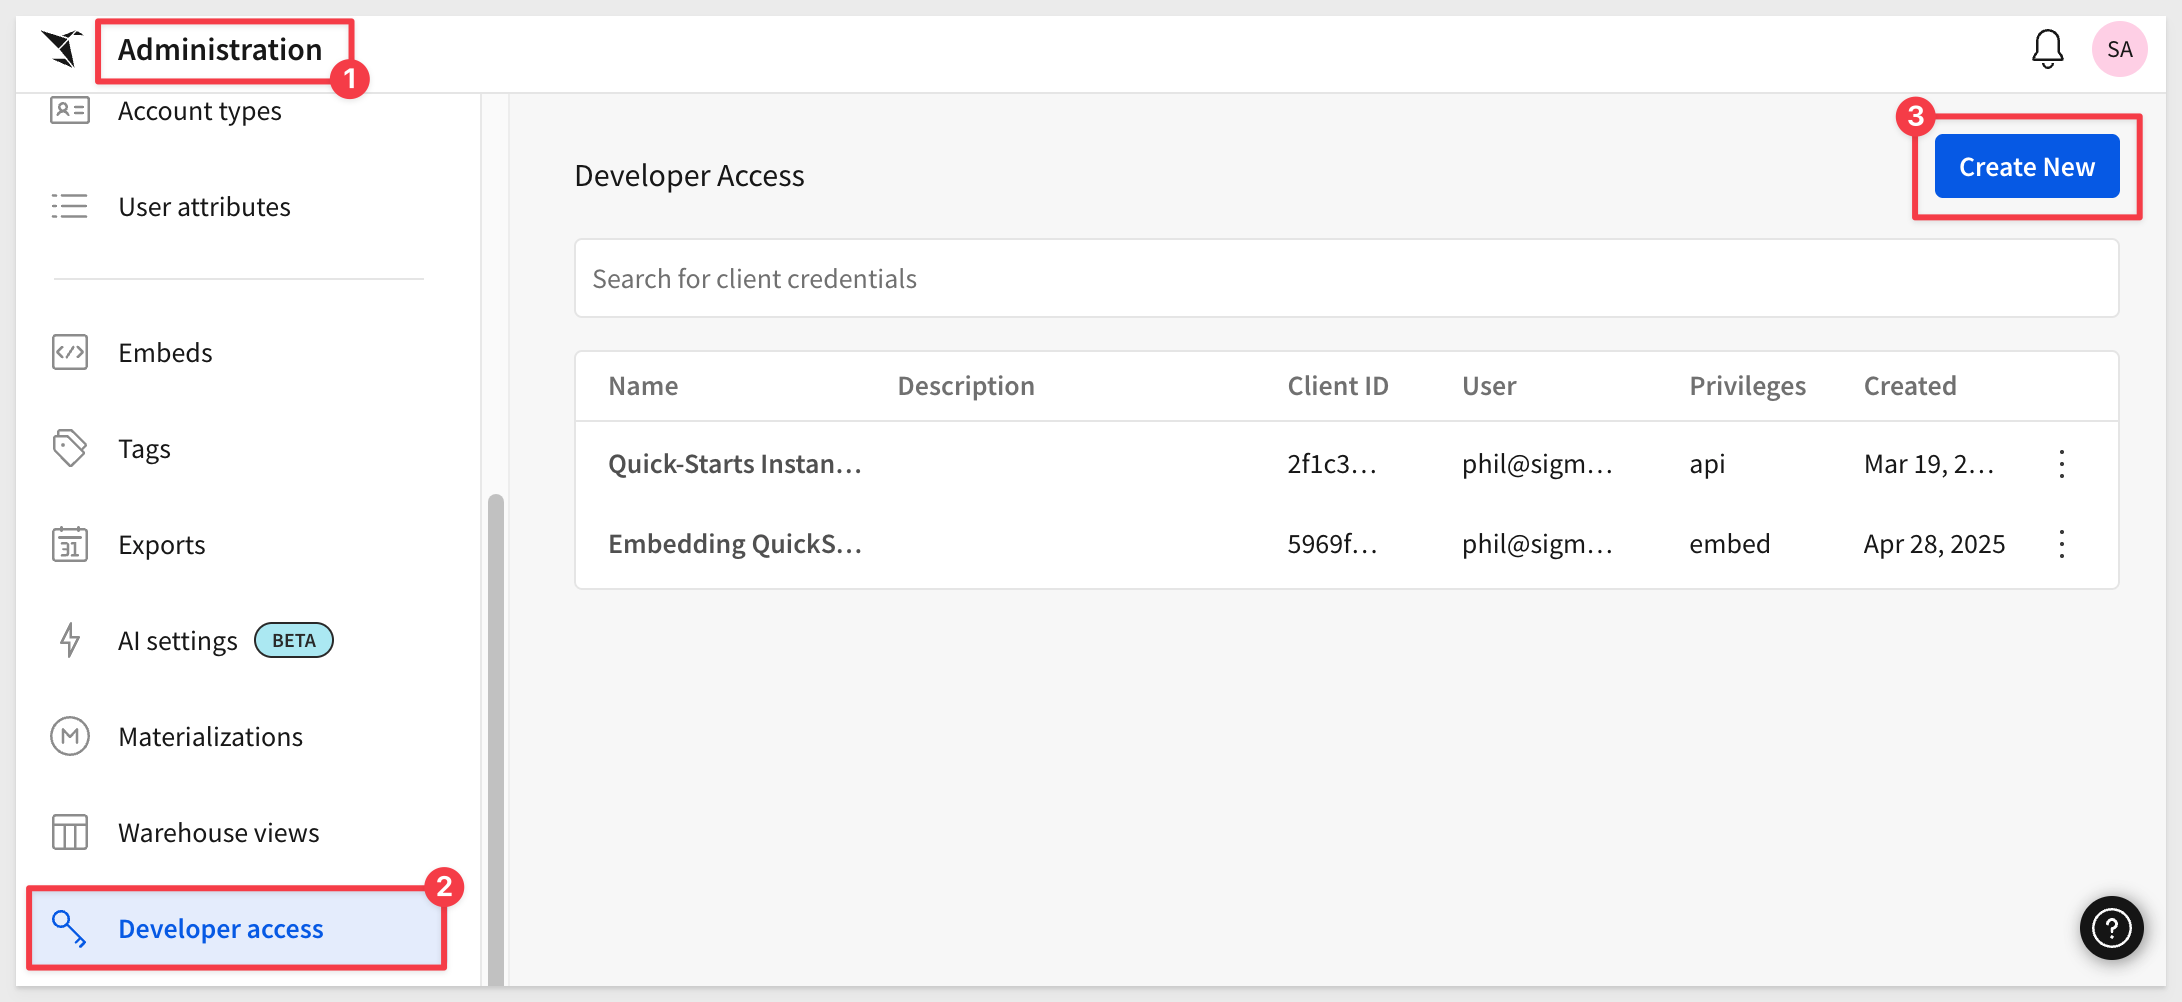 Administration
1
SA
Account types
User attributes
Embeds
Tags
31
Exports
AI settings
BETA
M
Materializations
Warehouse views
2
Developer access
3
Create New
Developer Access
Search for client credentials
Name Description Client ID User Privileges Created
Quick-Starts Instan... 2f1c3... phil@sigm... api Mar 19, 2...
Embedding QuickS... 5969f... phil@sigm... embed Apr 28, 2025
?